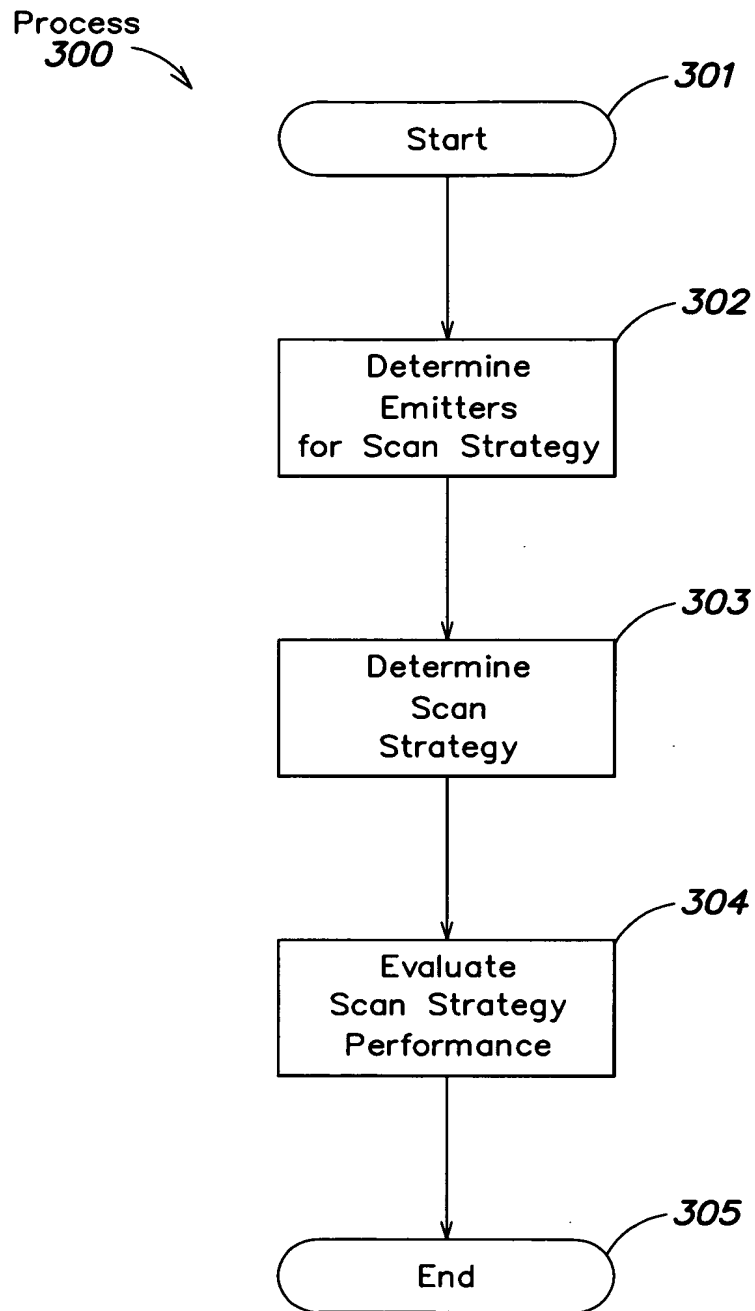 Process
300
301
Start
302
Determine
Emitters
for Scan Strategy
303
Determine
Scan
Strategy
304
Evaluate
Scan Strategy
Performance
305
End